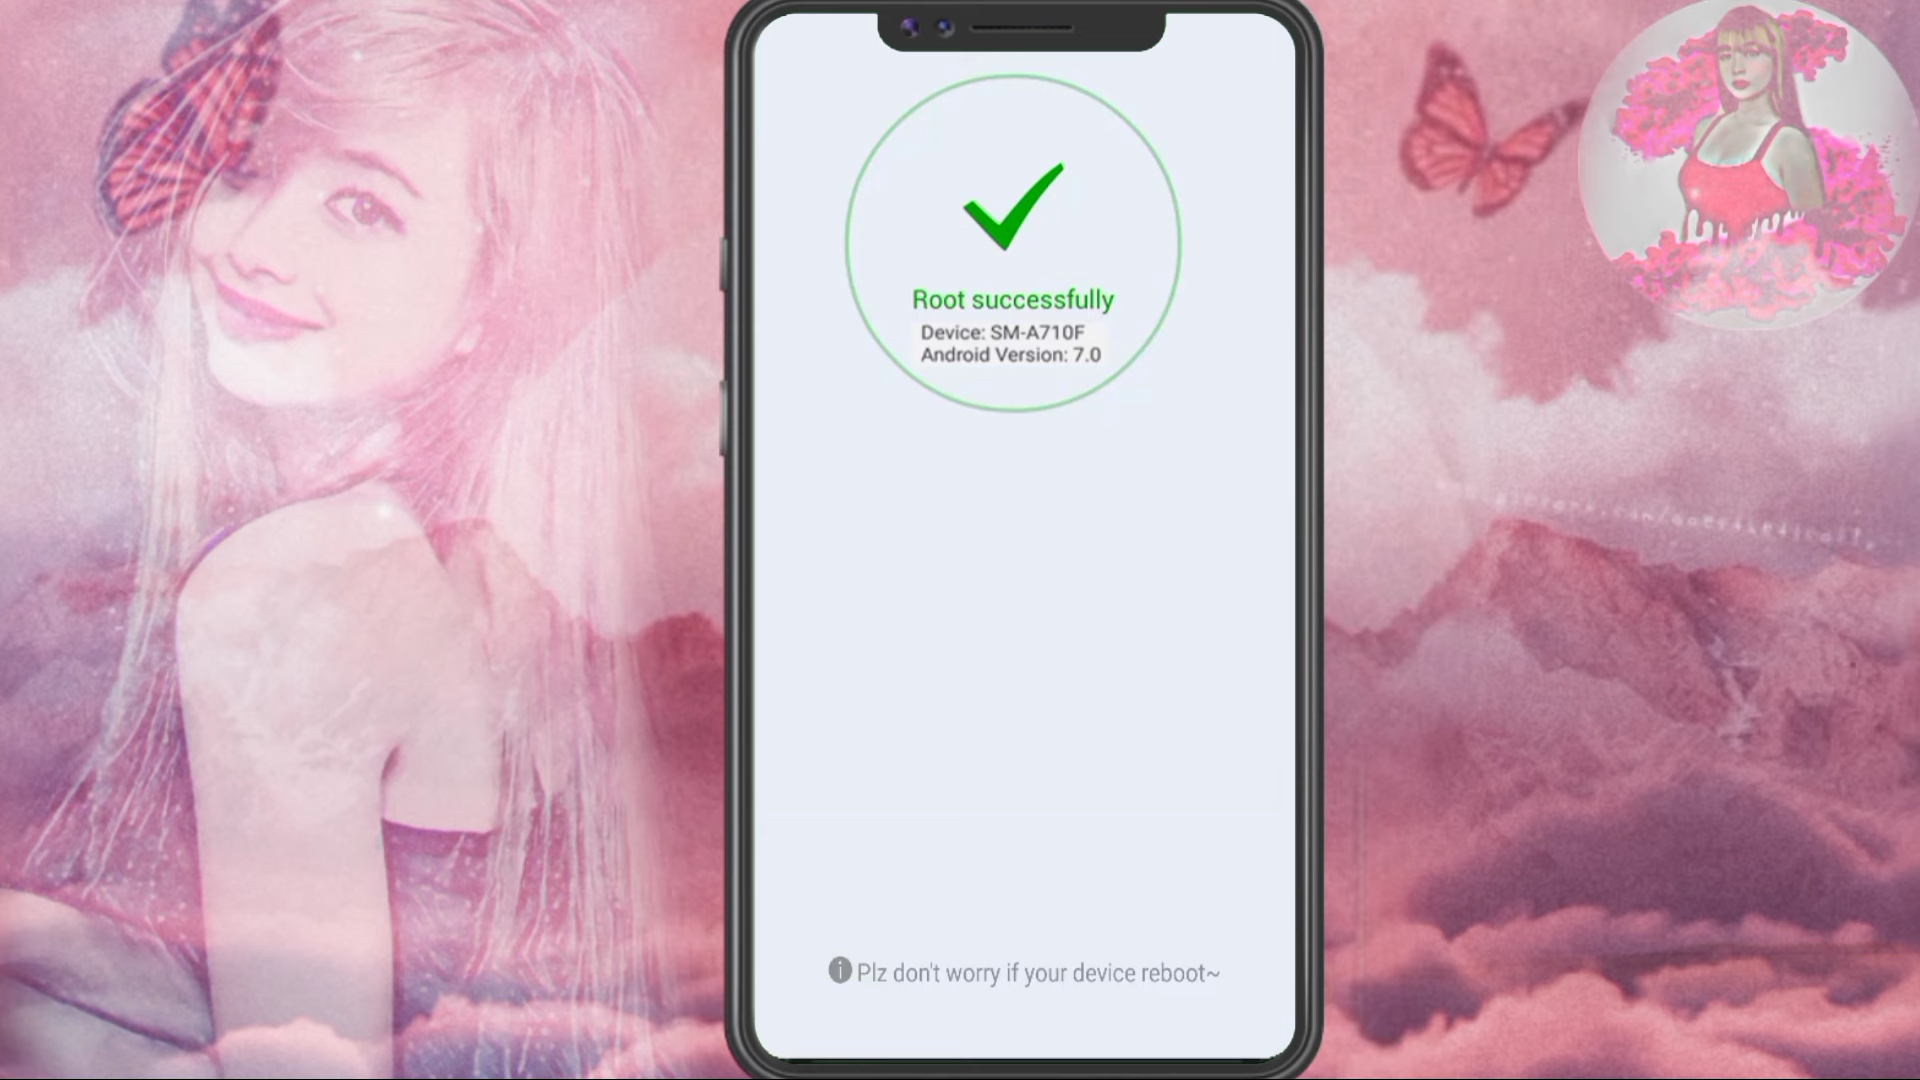 Root successfully
Device: SM-A710F
Android Version: 7.0
Plz don't worry if your device reboot~